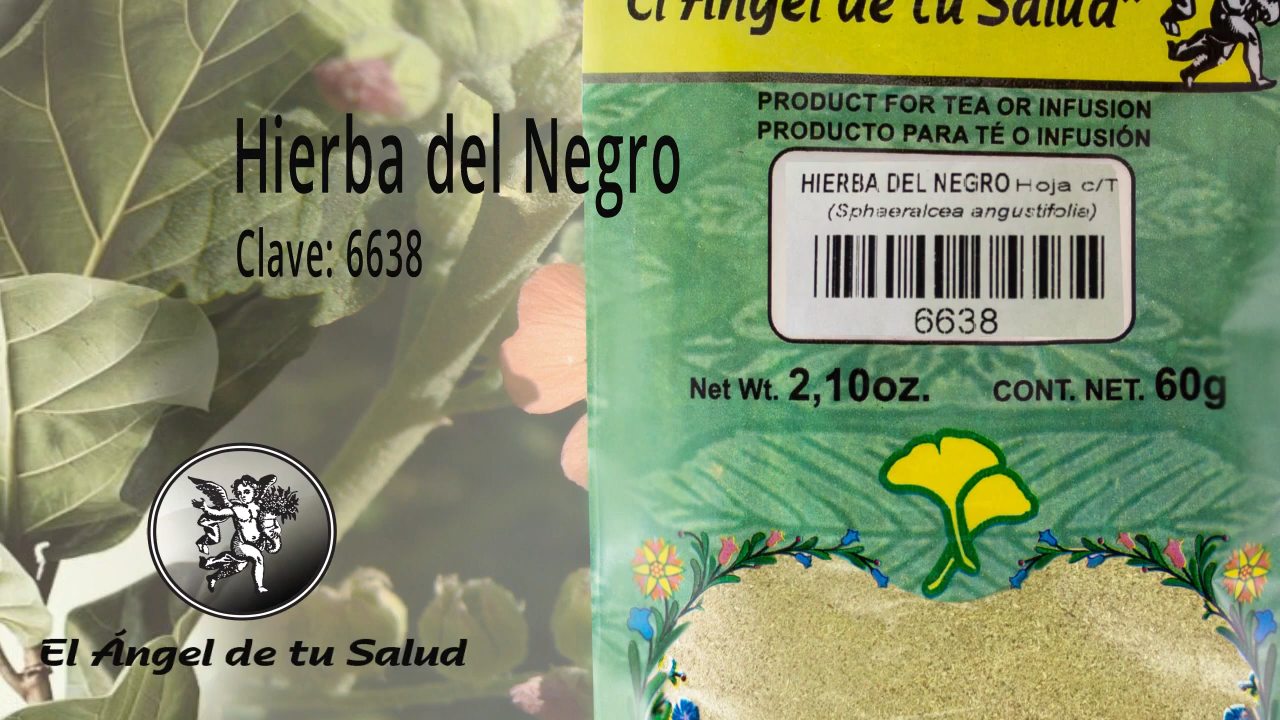 Hierba del Negro
Clave: 6638
El Ángel de tu Salud
"El Ángel de tu Salud"
PRODUCT FOR TEA OR INFUSION
PRODUCTO PARA TÉ O INFUSIÓN
HIERBA DEL NEGRO Hoja c/T
(Sphaeralcea angustifolia)
6638
Net Wt. 2,10oz. CONT. NET. 60g